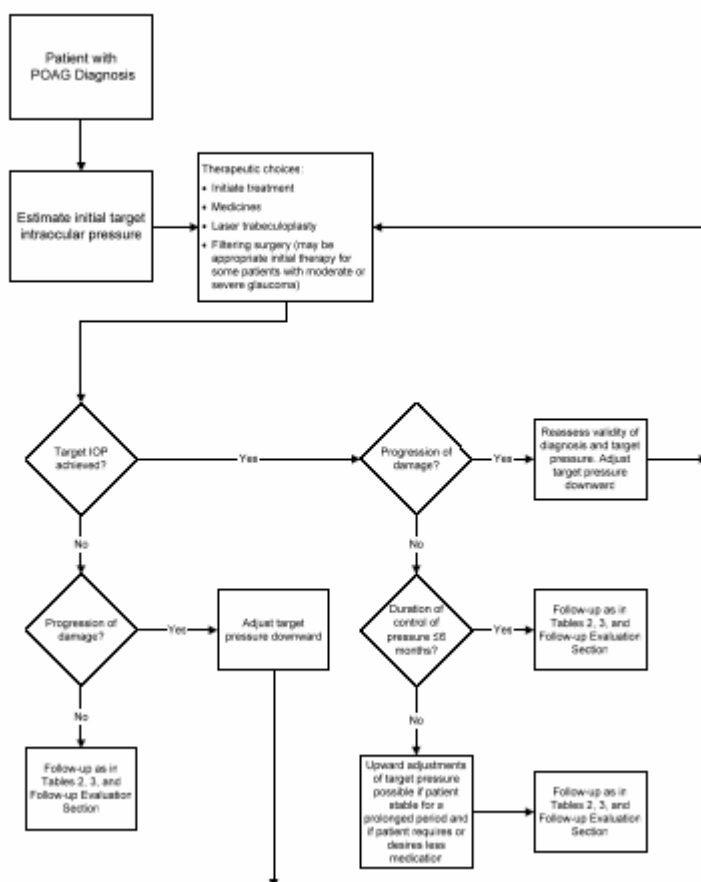 Patient with
POAG Diagnosis
Estimate initial target
intraocular pressure
Therapeutic choices:
• Initiate treatment
• Medicines
• Laser trabeculoplasty
• Filtering surgery (may be
appropriate initial therapy for
some patients with moderate or
severe glaucoma)
Target IOP
achieved?
Yes
Progression of
damage?
Yes
Reassess validity of
diagnosis and target
pressure. Adjust
target pressure
downward
No
No
Progression of
damage?
Yes
Adjust target
pressure downward
Duration of
control of
pressure ≤6
months?
Yes
Follow-up as in
Tables 2, 3, and
Follow-up Evaluation
Section
No
No
Follow-up as in
Tables 2, 3, and
Follow-up Evaluation
Section
Upward adjustments
of target pressure
possible if patient
stable for a
prolonged period and
if patient requires or
desires less
medication
Follow-up as in
Tables 2, 3, and
Follow-up Evaluation
Section